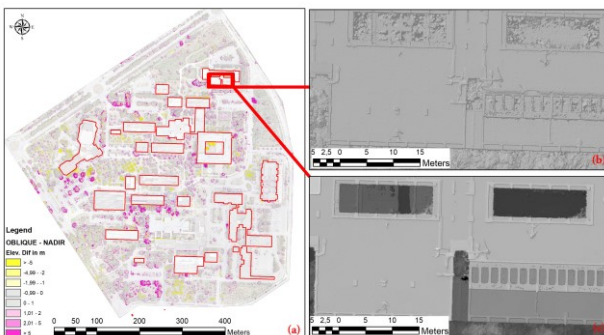 N
Legend
OBLIQUE - NADIR
Elev. Dif in m
> -5
-4,99 - -2
-1,99 - -1
-0,99 - 0
0 - 1
1,01 - 2
2,01 - 5
> 5
0 100 200 300 400
Meters
(a)
5 2.5 0 5 10 15
Meters
(b)
5 2.5 0 5 10 15
Meters